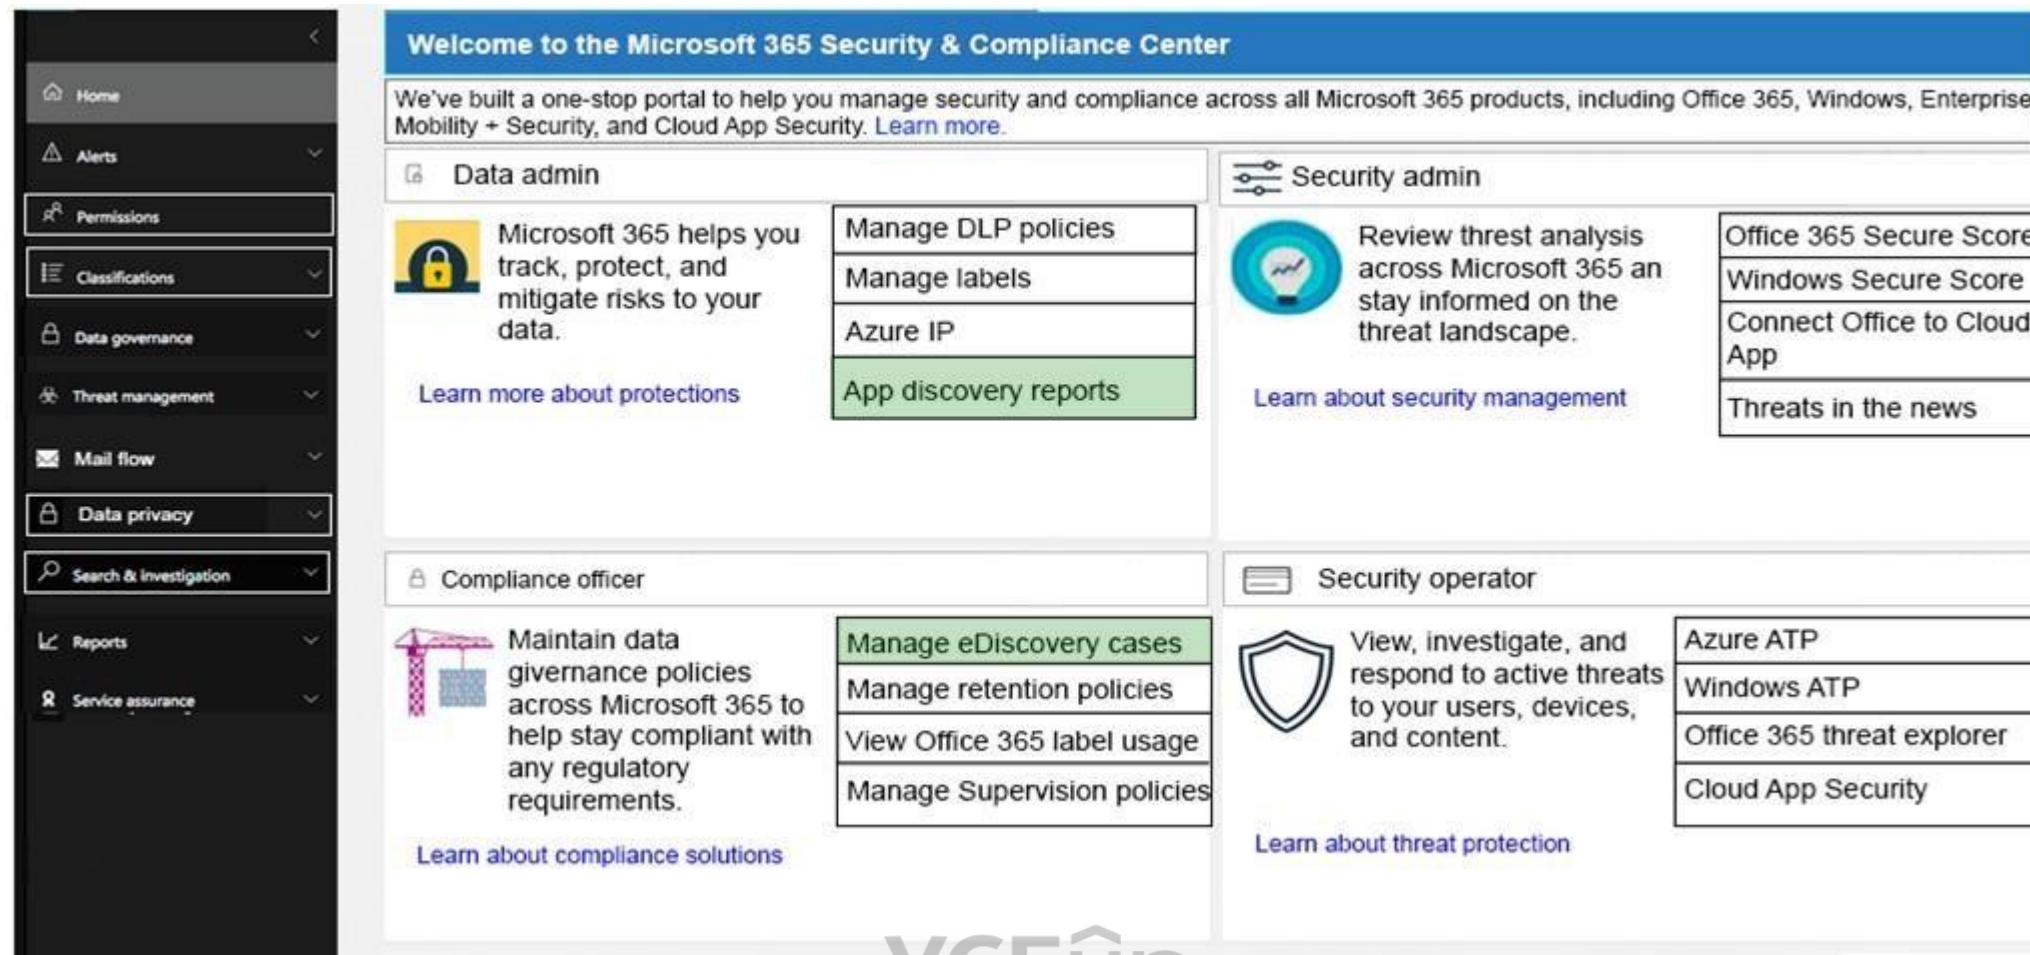 Welcome to the Microsoft 365 Security & Compliance Center
We've built a one-stop portal to help you manage security and compliance across all Microsoft 365 products, including Office 365, Windows, Enterprise
Mobility + Security, and Cloud App Security. Learn more.
Home
Alerts
Permissions
Classifications
Data governance
Threat management
Mail flow
Data privacy
Search & investigation
Reports
Service assurance
Data admin
Microsoft 365 helps you
track, protect, and
mitigate risks to your
data.
Learn more about protections
Manage DLP policies
Manage labels
Azure IP
App discovery reports
Security admin
Review threst analysis
across Microsoft 365 an
stay informed on the
threat landscape.
Learn about security management
Office 365 Secure Score
Windows Secure Score
Connect Office to Cloud
App
Threats in the news
Compliance officer
Maintain data
givernance policies
across Microsoft 365 to
help stay compliant with
any regulatory
requirements.
Learn about compliance solutions
Manage eDiscovery cases
Manage retention policies
View Office 365 label usage
Manage Supervision policies
Security operator
View, investigate, and
respond to active threats
to your users, devices,
and content.
Learn about threat protection
Azure ATP
Windows ATP
Office 365 threat explorer
Cloud App Security